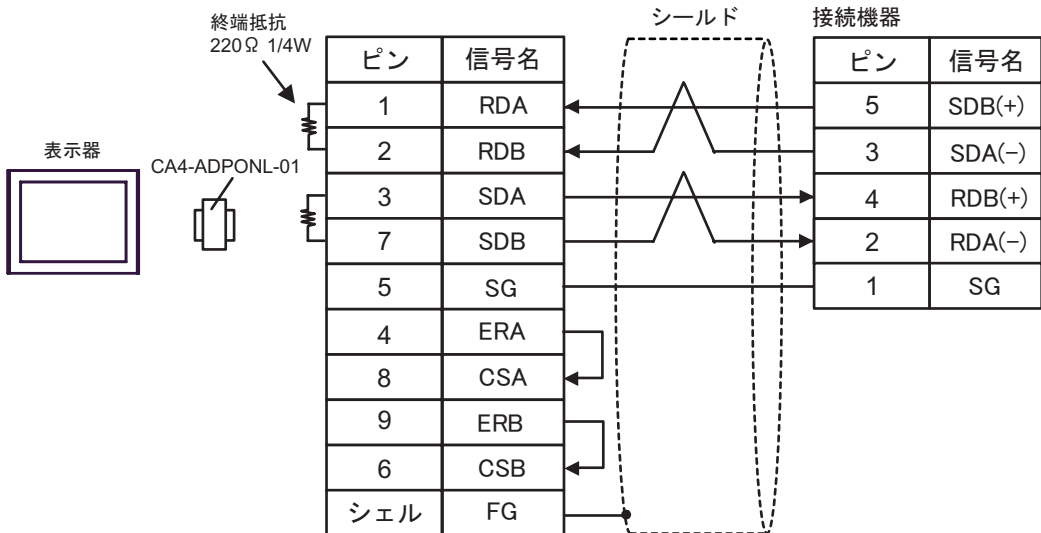 終端抵抗
220Ω 1/4W
シールド
接続機器
表示器
CA4-ADPONL-01
ピン 信号名
1 RDA
2 RDB
3 SDA
7 SDB
5 SG
4 ERA
8 CSA
9 ERB
6 CSB
シェル FG
ピン 信号名
5 SDB(+)
3 SDA(−)
4 RDB(+)
2 RDA(−)
1 SG